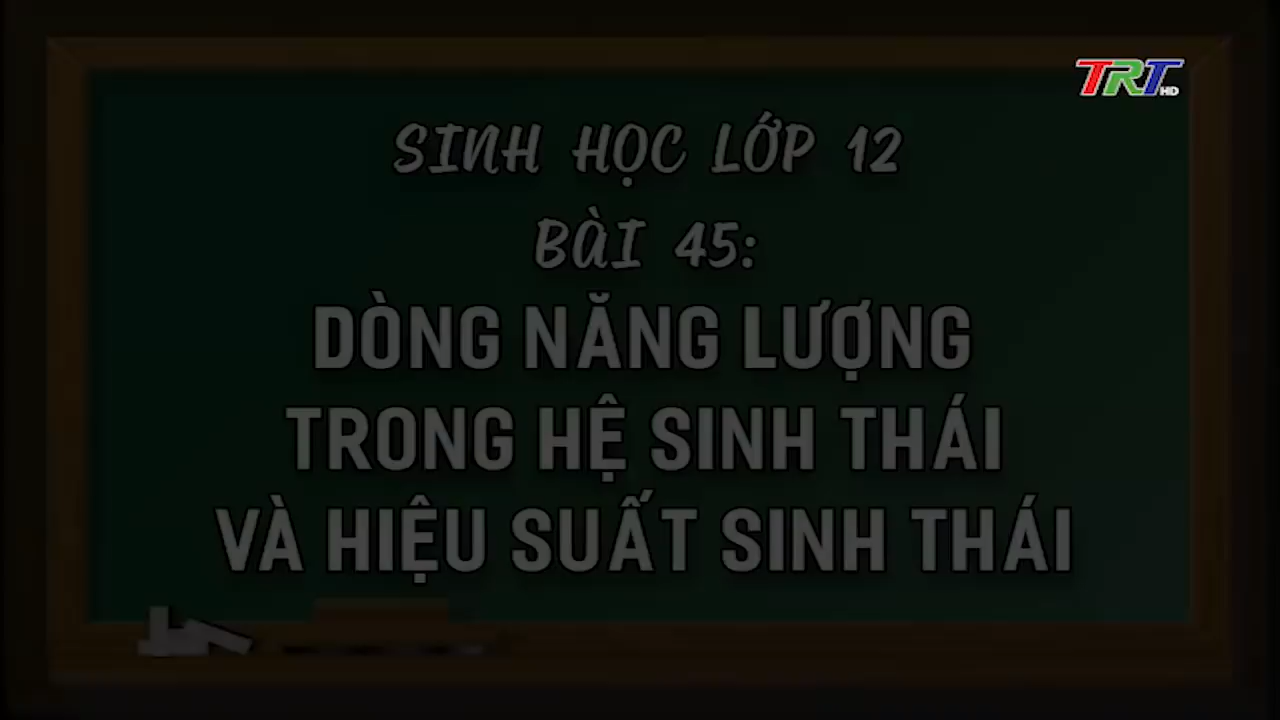 TRT HD
SINH HỌC LỚP 12
BÀI 45:
DÒNG NĂNG LƯỢNG
TRONG HỆ SINH THÁI
VÀ HIỆU SUẤT SINH THÁI